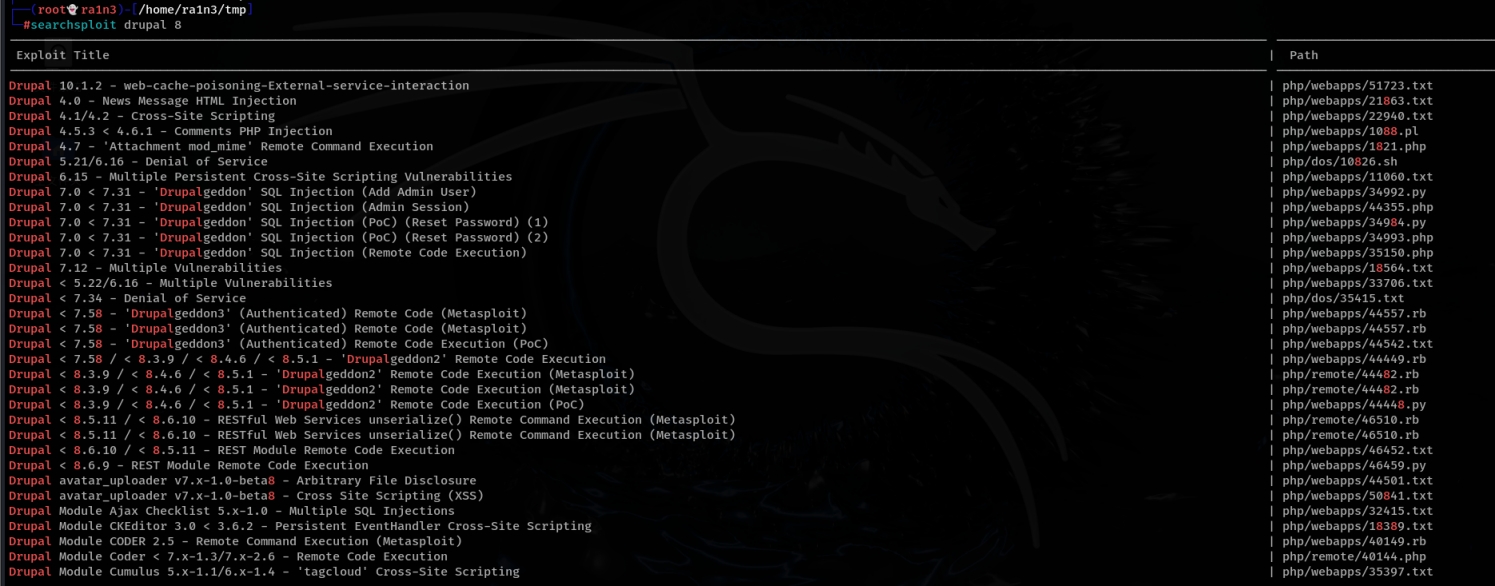 (root👻ra1n3)-[/home/ra1n3/tmp]
#searchsploit drupal 8
Exploit Title | Path
Drupal 10.1.2 - web-cache-poisoning-External-service-interaction | php/webapps/51723.txt
Drupal 4.0 - News Message HTML Injection | php/webapps/21863.txt
Drupal 4.1/4.2 - Cross-Site Scripting | php/webapps/22940.txt
Drupal 4.5.3 < 4.6.1 - Comments PHP Injection | php/webapps/1088.pl
Drupal 4.7 - 'Attachment mod_mime' Remote Command Execution | php/webapps/1821.php
Drupal 5.21/6.16 - Denial of Service | php/dos/10826.sh
Drupal 6.15 - Multiple Persistent Cross-Site Scripting Vulnerabilities | php/webapps/11060.txt
Drupal 7.0 < 7.31 - 'Drupalgeddon' SQL Injection (Add Admin User) | php/webapps/34992.py
Drupal 7.0 < 7.31 - 'Drupalgeddon' SQL Injection (Admin Session) | php/webapps/44355.php
Drupal 7.0 < 7.31 - 'Drupalgeddon' SQL Injection (PoC) (Reset Password) (1) | php/webapps/34984.py
Drupal 7.0 < 7.31 - 'Drupalgeddon' SQL Injection (PoC) (Reset Password) (2) | php/webapps/34993.php
Drupal 7.0 < 7.31 - 'Drupalgeddon' SQL Injection (Remote Code Execution) | php/webapps/35150.php
Drupal 7.12 - Multiple Vulnerabilities | php/webapps/18564.txt
Drupal < 5.22/6.16 - Multiple Vulnerabilities | php/webapps/33706.txt
Drupal < 7.34 - Denial of Service | php/dos/35415.txt
Drupal < 7.58 - 'Drupalgeddon3' (Authenticated) Remote Code (Metasploit) | php/webapps/44557.rb
Drupal < 7.58 - 'Drupalgeddon3' (Authenticated) Remote Code (Metasploit) | php/webapps/44557.rb
Drupal < 7.58 - 'Drupalgeddon3' (Authenticated) Remote Code Execution (PoC) | php/webapps/44542.txt
Drupal < 7.58 / < 8.3.9 / < 8.4.6 / < 8.5.1 - 'Drupalgeddon2' Remote Code Execution | php/webapps/44449.rb
Drupal < 8.3.9 / < 8.4.6 / < 8.5.1 - 'Drupalgeddon2' Remote Code Execution (Metasploit) | php/remote/44482.rb
Drupal < 8.3.9 / < 8.4.6 / < 8.5.1 - 'Drupalgeddon2' Remote Code Execution (Metasploit) | php/remote/44482.rb
Drupal < 8.3.9 / < 8.4.6 / < 8.5.1 - 'Drupalgeddon2' Remote Code Execution (PoC) | php/webapps/44448.py
Drupal < 8.5.11 / < 8.6.10 - RESTful Web Services unserialize() Remote Command Execution (Metasploit) | php/remote/46510.rb
Drupal < 8.5.11 / < 8.6.10 - RESTful Web Services unserialize() Remote Command Execution (Metasploit) | php/remote/46510.rb
Drupal < 8.6.10 / < 8.5.11 - REST Module Remote Code Execution | php/webapps/46452.txt
Drupal < 8.6.9 - REST Module Remote Code Execution | php/webapps/46459.py
Drupal avatar_uploader v7.x-1.0-beta8 - Arbitrary File Disclosure | php/webapps/44501.txt
Drupal avatar_uploader v7.x-1.0-beta8 - Cross Site Scripting (XSS) | php/webapps/50841.txt
Drupal Module Ajax Checklist 5.x-1.0 - Multiple SQL Injections | php/webapps/32415.txt
Drupal Module CKEditor 3.0 < 3.6.2 - Persistent EventHandler Cross-Site Scripting | php/webapps/18389.txt
Drupal Module CODER 2.5 - Remote Command Execution (Metasploit) | php/webapps/40149.rb
Drupal Module Coder < 7.x-1.3/7.x-2.6 - Remote Code Execution | php/remote/40144.php
Drupal Module Cumulus 5.x-1.1/6.x-1.4 - 'tagcloud' Cross-Site Scripting | php/webapps/35397.txt